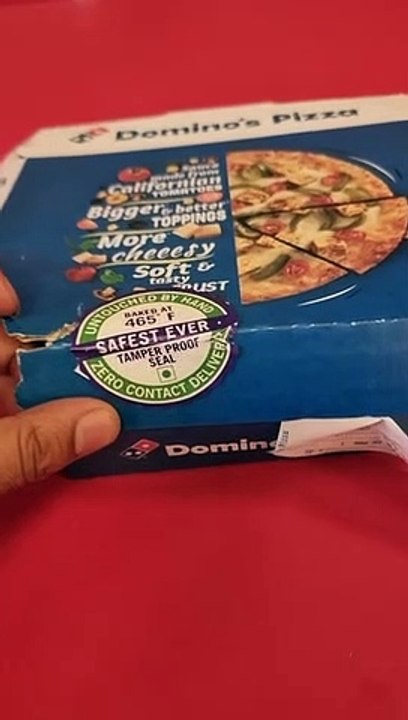 Domino's Pizza
Sauce
made from
Californian
TOMATOES
Bigger & better
TOPPINGS
More
cheeesy
Soft &
tasty
CRUST
UNTOUCHED BY HAND
BAKED AT
465°F
SAFEST EVER
TAMPER PROOF
SEAL
ZERO CONTACT DELIVERY
Domino